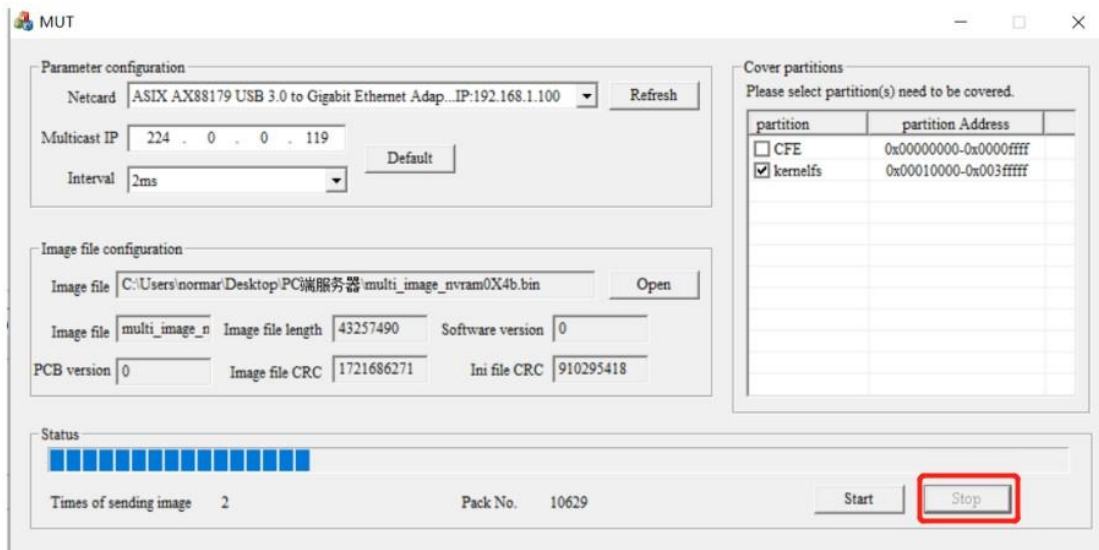 MUT
Parameter configuration
Netcard ASIX AX88179 USB 3.0 to Gigabit Ethernet Adap...IP:192.168.1.100 Refresh
Multicast IP 224 . 0 . 0 . 119
Default
Interval 2ms
Cover partitions
Please select partition(s) need to be covered.
partition partition Address
CFE 0x00000000-0x0000ffff
kernelfs 0x00010000-0x003fffff
Image file configuration
Image file C:\Users\normar\Desktop\PC端服务器\multi_image_nvram0X4b.bin Open
Image file multi_image_n Image file length 43257490 Software version 0
PCB version 0 Image file CRC 1721686271 Ini file CRC 910295418
Status
Times of sending image 2 Pack No. 10629 Start Stop